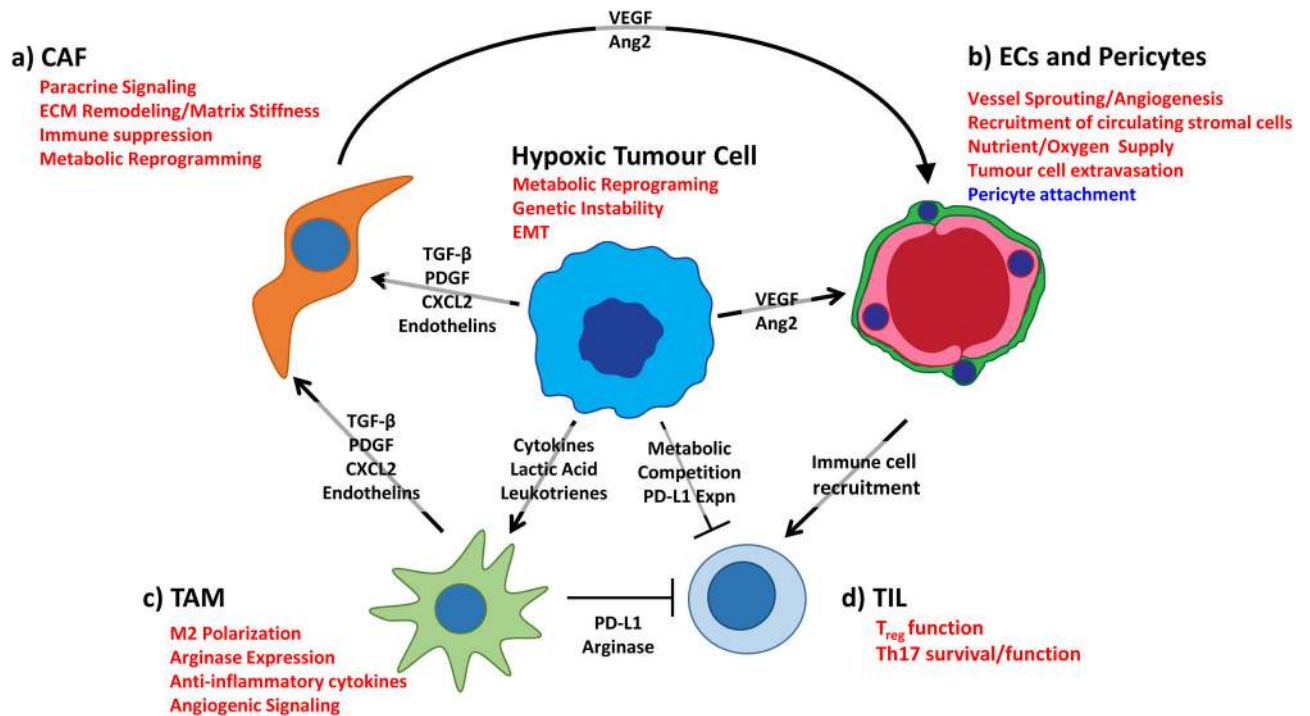 VEGF
Ang2
a) CAF
Paracrine Signaling
ECM Remodeling/Matrix Stiffness
Immune suppression
Metabolic Reprogramming
b) ECs and Pericytes
Vessel Sprouting/Angiogenesis
Recruitment of circulating stromal cells
Nutrient/Oxygen Supply
Tumour cell extravasation
Pericyte attachment
Hypoxic Tumour Cell
Metabolic Reprograming
Genetic Instability
EMT
TGF-β
PDGF
CXCL2
Endothelins
VEGF
Ang2
TGF-β
PDGF
CXCL2
Endothelins
Cytokines
Lactic Acid
Leukotrienes
Metabolic
Competition
PD-L1 Expn
Immune cell
recruitment
c) TAM
M2 Polarization
Arginase Expression
Anti-inflammatory cytokines
Angiogenic Signaling
PD-L1
Arginase
d) TIL
Treg function
Th17 survival/function